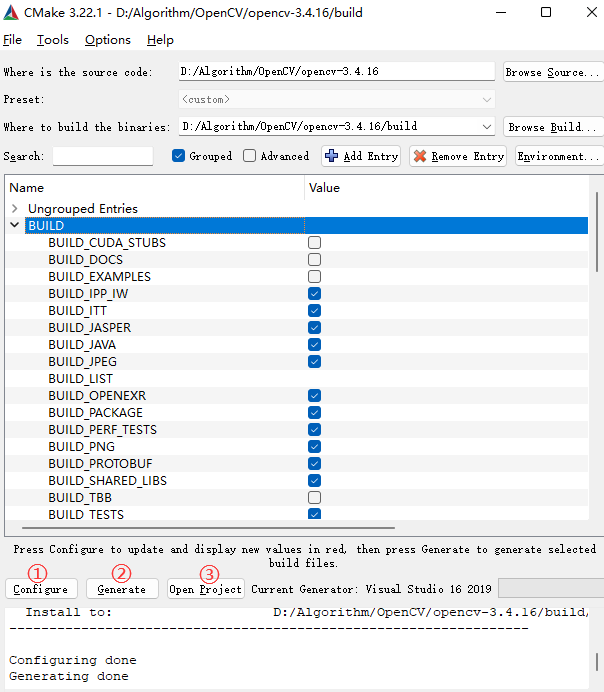 CMake 3.22.1 - D:/Algorithm/OpenCV/opencv-3.4.16/build
File Tools Options Help
Where is the source code: D:/Algorithm/OpenCV/opencv-3.4.16 Browse Source...
Preset: <custom>
Where to build the binaries: D:/Algorithm/OpenCV/opencv-3.4.16/build Browse Build...
Search: Grouped Advanced Add Entry Remove Entry Environment...
Name Value
Ungrouped Entries
BUILD
BUILD_CUDA_STUBS
BUILD_DOCS
BUILD_EXAMPLES
BUILD_IPP_IW
BUILD_ITT
BUILD_JASPER
BUILD_JAVA
BUILD_JPEG
BUILD_LIST
BUILD_OPENEXR
BUILD_PACKAGE
BUILD_PERF_TESTS
BUILD_PNG
BUILD_PROTOBUF
BUILD_SHARED_LIBS
BUILD_TBB
BUILD_TESTS
Press Configure to update and display new values in red, then press Generate to generate selected
build files.
① ② ③
Configure Generate Open Project Current Generator: Visual Studio 16 2019
Install to: D:/Algorithm/OpenCV/opencv-3.4.16/build/
--------------------------------------------------------------
Configuring done
Generating done